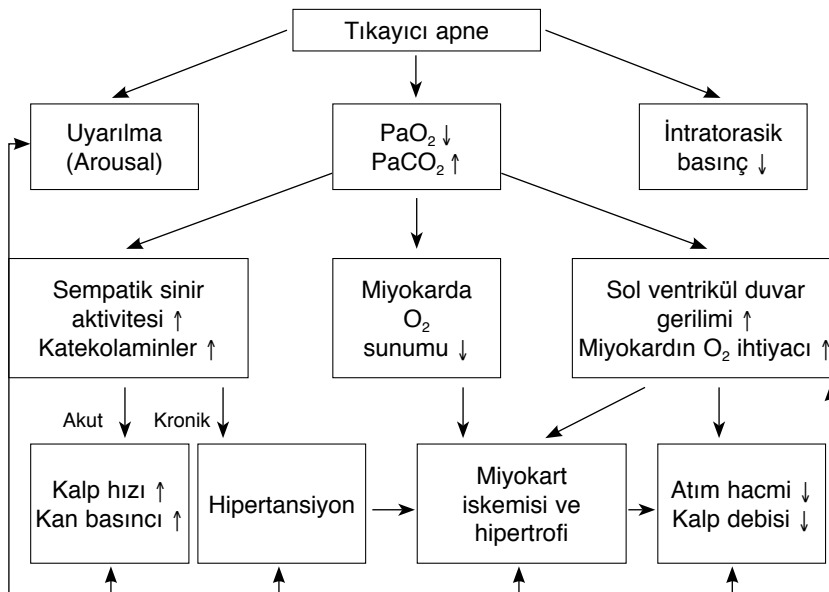 Tıkayıcı apne
Uyarılma
(Arousal)
PaO₂ ↓
PaCO₂ ↑
İntratorasik
basınç ↓
Sempatik sinir
aktivitesi ↑
Katekolaminler ↑
Miyokarda
O₂
sunumu ↓
Sol ventrikül duvar
gerilimi ↑
Miyokardın O₂ ihtiyacı ↑
Akut
Kronik
Kalp hızı ↑
Kan basıncı ↑
Hipertansiyon
Miyokart
iskemisi ve
hipertrofi
Atım hacmi ↓
Kalp debisi ↓